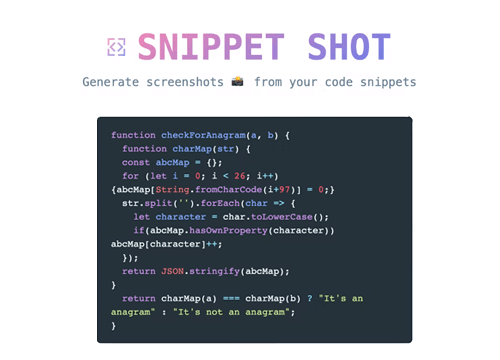 SNIPPET SHOT
Generate screenshots 📸 from your code snippets
function checkForAnagram(a, b) {
  function charMap(str) {
  const abcMap = {};
  for (let i = 0; i < 26; i++)
{abcMap[String.fromCharCode(i+97)] = 0;}
  str.split('').forEach(char => {
    let character = char.toLowerCase();
    if(abcMap.hasOwnProperty(character))
abcMap[character]++;
  });
  return JSON.stringify(abcMap);
}
  return charMap(a) === charMap(b) ? "It's an
anagram" : "It's not an anagram";
}